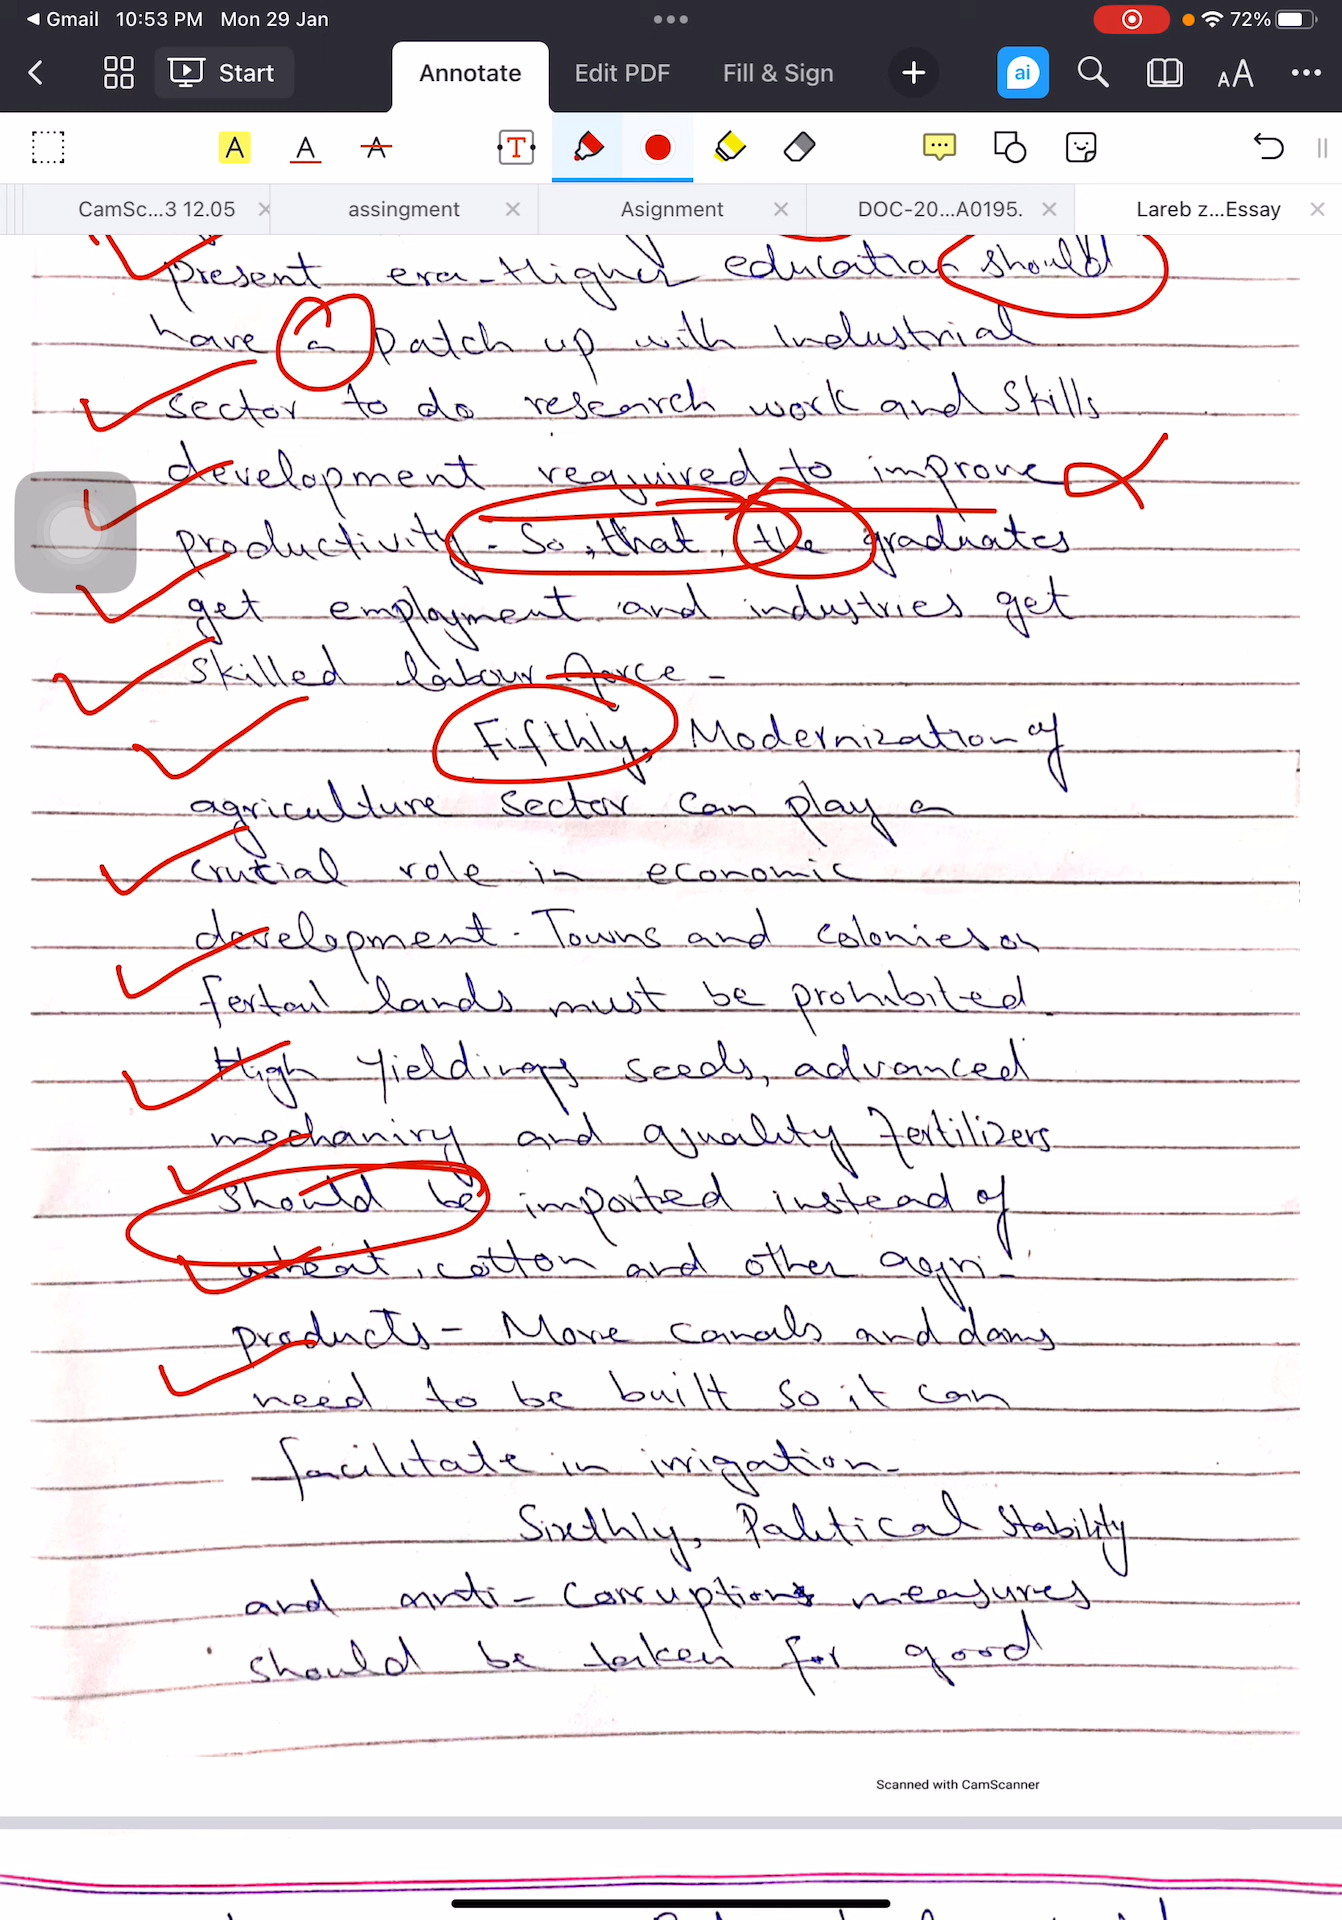 Gmail 10:53 PM Mon 29 Jan 72%
Start Annotate Edit PDF Fill & Sign ai AA
A A A T
CamSc...3 12.05 assingment Asignment DOC-20...A0195. Lareb z...Essay
present era-Higher education should
have a patch up with industrial
sector to do research work and skills
development required to improve
productivity. So, that, the graduates
get employment and industries get
skilled labour force-
Fifthly, Modernization of
agriculture sector can play a
crucial role in economic
development. Towns and colonies on
lands must be prohibited
High yieldings seeds, advanced
and quality fertilizers
should be imported instead of
wheat, cotton and other agri-
products- More canals and dams
need to be built so it can
facilitate in irrigation-
Sixthly, Political stability
and anti-corruptions measures
should be taken for good
Scanned with CamScanner